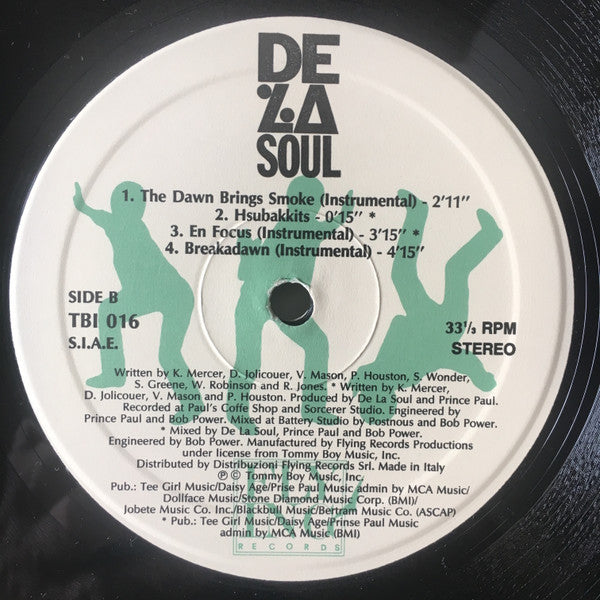 DE
LA
SOUL
1. The Dawn Brings Smoke (Instrumental) - 2'11"
2. Hsubakkits - 0'15" *
3. En Focus (Instrumental) - 3'15" *
4. Breakadawn (Instrumental) - 4'15"
SIDE B
TBI 016
S.I.A.E.
33⅓ RPM
STEREO
Written by K. Mercer, D. Jolicouer, V. Mason, P. Houston, S. Wonder,
S. Greene, W. Robinson and R. Jones. * Written by K. Mercer,
D. Jolicouer, V. Mason and P. Houston. Produced by De La Soul and Prince Paul.
Recorded at Paul's Coffe Shop and Sorcerer Studio. Engineered by
Prince Paul and Bob Power. Mixed at Battery Studio by Postnous and Bob Power.
* Mixed by De La Soul, Prince Paul and Bob Power.
Engineered by Bob Power. Manufactured by Flying Records Productions
under license from Tommy Boy Music, Inc.
Distributed by Distribuzioni Flying Records Srl. Made in Italy
℗ © Tommy Boy Music, Inc.
Pub.: Tee Girl Music/Daisy Age/Prise Paul Music admin by MCA Music/
Dollface Music/Stone Diamond Music Corp. (BMI)/
Jobete Music Co. Inc/Blackbull Music/Bertram Music Co. (ASCAP)
* Pub.: Tee Girl Music/Daisy Age/Prinse Paul Music
admin by MCA Music (BMI)
RECORDS